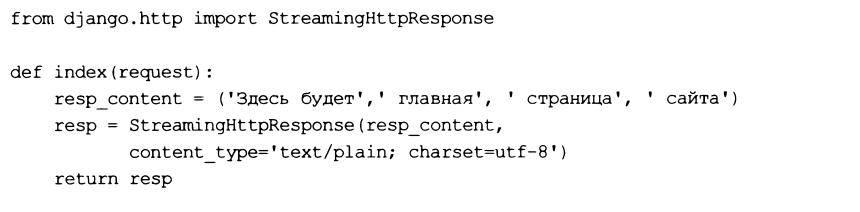 from django.http import StreamingHttpResponse

def index(request):
    resp_content = ('Здесь будет',' главная', ' страница', ' сайта')
    resp = StreamingHttpResponse(resp_content,
            content_type='text/plain; charset=utf-8')
    return resp